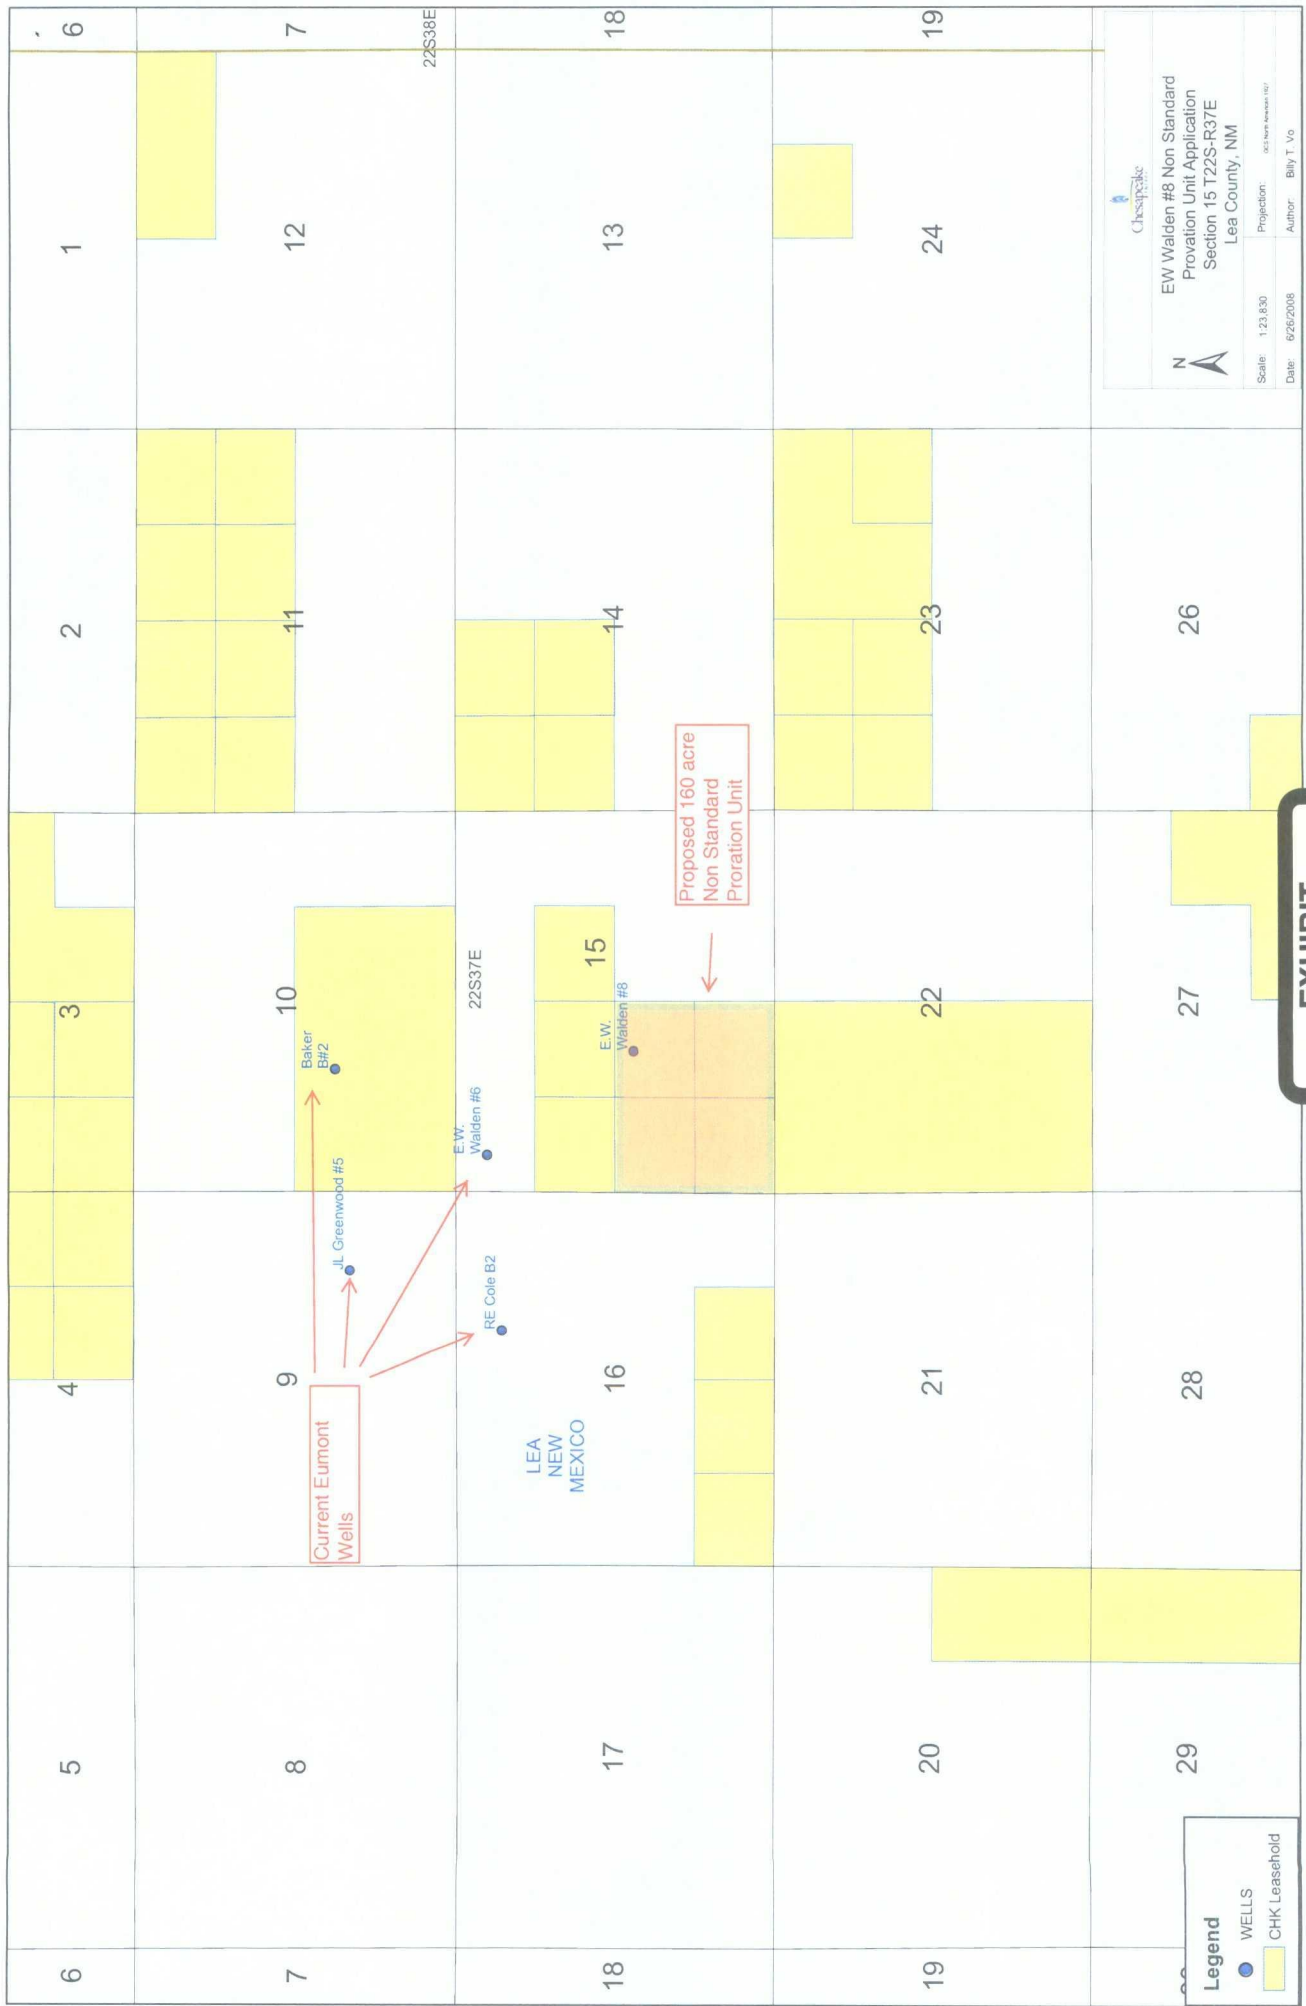 6 5 4 3 2 1 6
7 8 9 10 11 12 7
Current Eumont
Wells
JL Greenwood #5
Baker
B#2
22S38E
E.W.
Walden #6
22S37E
RE Cole B2
LEA
NEW
MEXICO
E.W.
Walden #8
18 17 16 15 14 13 18
Proposed 160 acre
Non Standard
Proration Unit
19 20 21 22 23 24 19
29 28 27 26
Legend
WELLS
CHK Leasehold
Chesapeake
EW Walden #8 Non Standard
Provation Unit Application
Section 15 T22S-R37E
Lea County, NM
N
Scale: 1:23,830 Projection: GCS North American 1927
Date: 6/26/2008 Author: Billy T. Vo
EXHIBIT